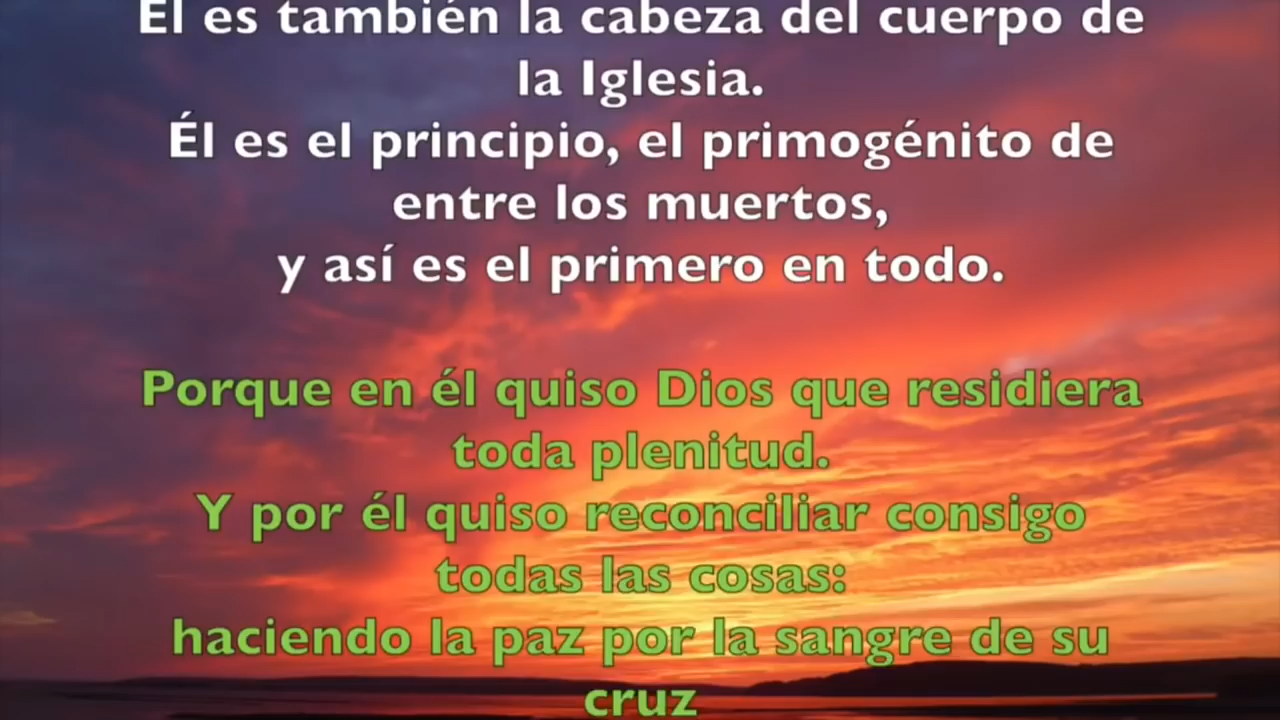 Él es también la cabeza del cuerpo de
la Iglesia.
Él es el principio, el primogénito de
entre los muertos,
y así es el primero en todo.
Porque en él quiso Dios que residiera
toda plenitud.
Y por él quiso reconciliar consigo
todas las cosas:
haciendo la paz por la sangre de su
cruz